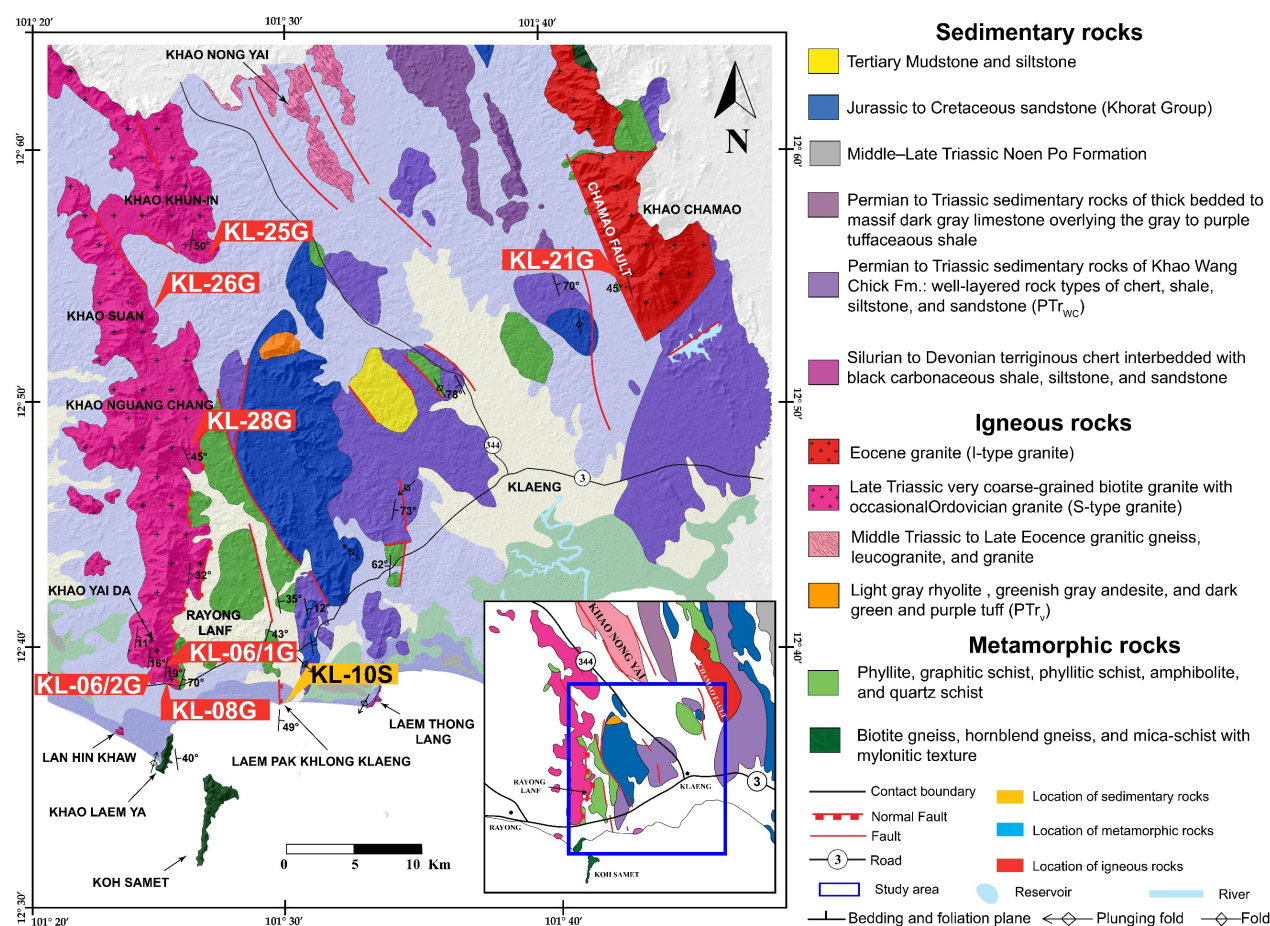 101° 20'
101° 30'
101° 40'
KHAO NONG YAI
N
12° 60'
12° 60'
CHAMAO FAULT
KHAO CHAMAO
KHAO KHUN-IN
50°
KL-25G
KL-21G
KL-26G
70°
45°
KHAO SUAN
78°
12° 50'
12° 50'
KHAO NGUANG CHANG
KL-28G
45°
344
3
KLAENG
73°
62°
32°
KHAO YAI DA
RAYONG
LANF
35°
12°
43°
11°
16°
19°
70°
12° 40'
12° 40'
KL-06/1G
KL-06/2G
KL-10S
KL-08G
49°
LAEM THONG
LANG
LAN HIN KHAW
40°
LAEM PAK KHLONG KLAENG
KHAO LAEM YA
KOH SAMET
0 5 10 Km
12° 30'
101° 20'
101° 30'
101° 40'
KHAO NONG YAI
344
CHAMAO FAULT
RAYONG
LANF
KLAENG
3
RAYONG
KOH SAMET
Sedimentary rocks
Tertiary Mudstone and siltstone
Jurassic to Cretaceous sandstone (Khorat Group)
Middle–Late Triassic Noen Po Formation
Permian to Triassic sedimentary rocks of thick bedded to
massif dark gray limestone overlying the gray to purple
tuffaceaous shale
Permian to Triassic sedimentary rocks of Khao Wang
Chick Fm.: well-layered rock types of chert, shale,
siltstone, and sandstone (PTrWC)
Silurian to Devonian terriginous chert interbedded with
black carbonaceous shale, siltstone, and sandstone
Igneous rocks
Eocene granite (I-type granite)
Late Triassic very coarse-grained biotite granite with
occasionalOrdovician granite (S-type granite)
Middle Triassic to Late Eocence granitic gneiss,
leucogranite, and granite
Light gray rhyolite , greenish gray andesite, and dark
green and purple tuff (PTrv)
Metamorphic rocks
Phyllite, graphitic schist, phyllitic schist, amphibolite,
and quartz schist
Biotite gneiss, hornblend gneiss, and mica-schist with
mylonitic texture
Contact boundary
Location of sedimentary rocks
Normal Fault
Fault
Location of metamorphic rocks
3 Road
Location of igneous rocks
Study area
Reservoir
River
Bedding and foliation plane
Plunging fold
Fold